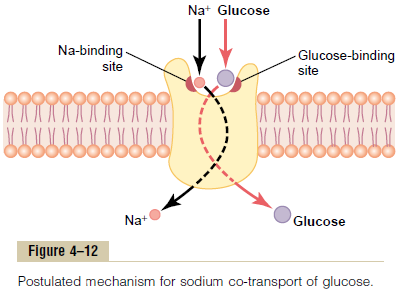 Na+ Glucose
Na-binding
site
Glucose-binding
site
Na+
Glucose
Figure 4–12
Postulated mechanism for sodium co-transport of glucose.